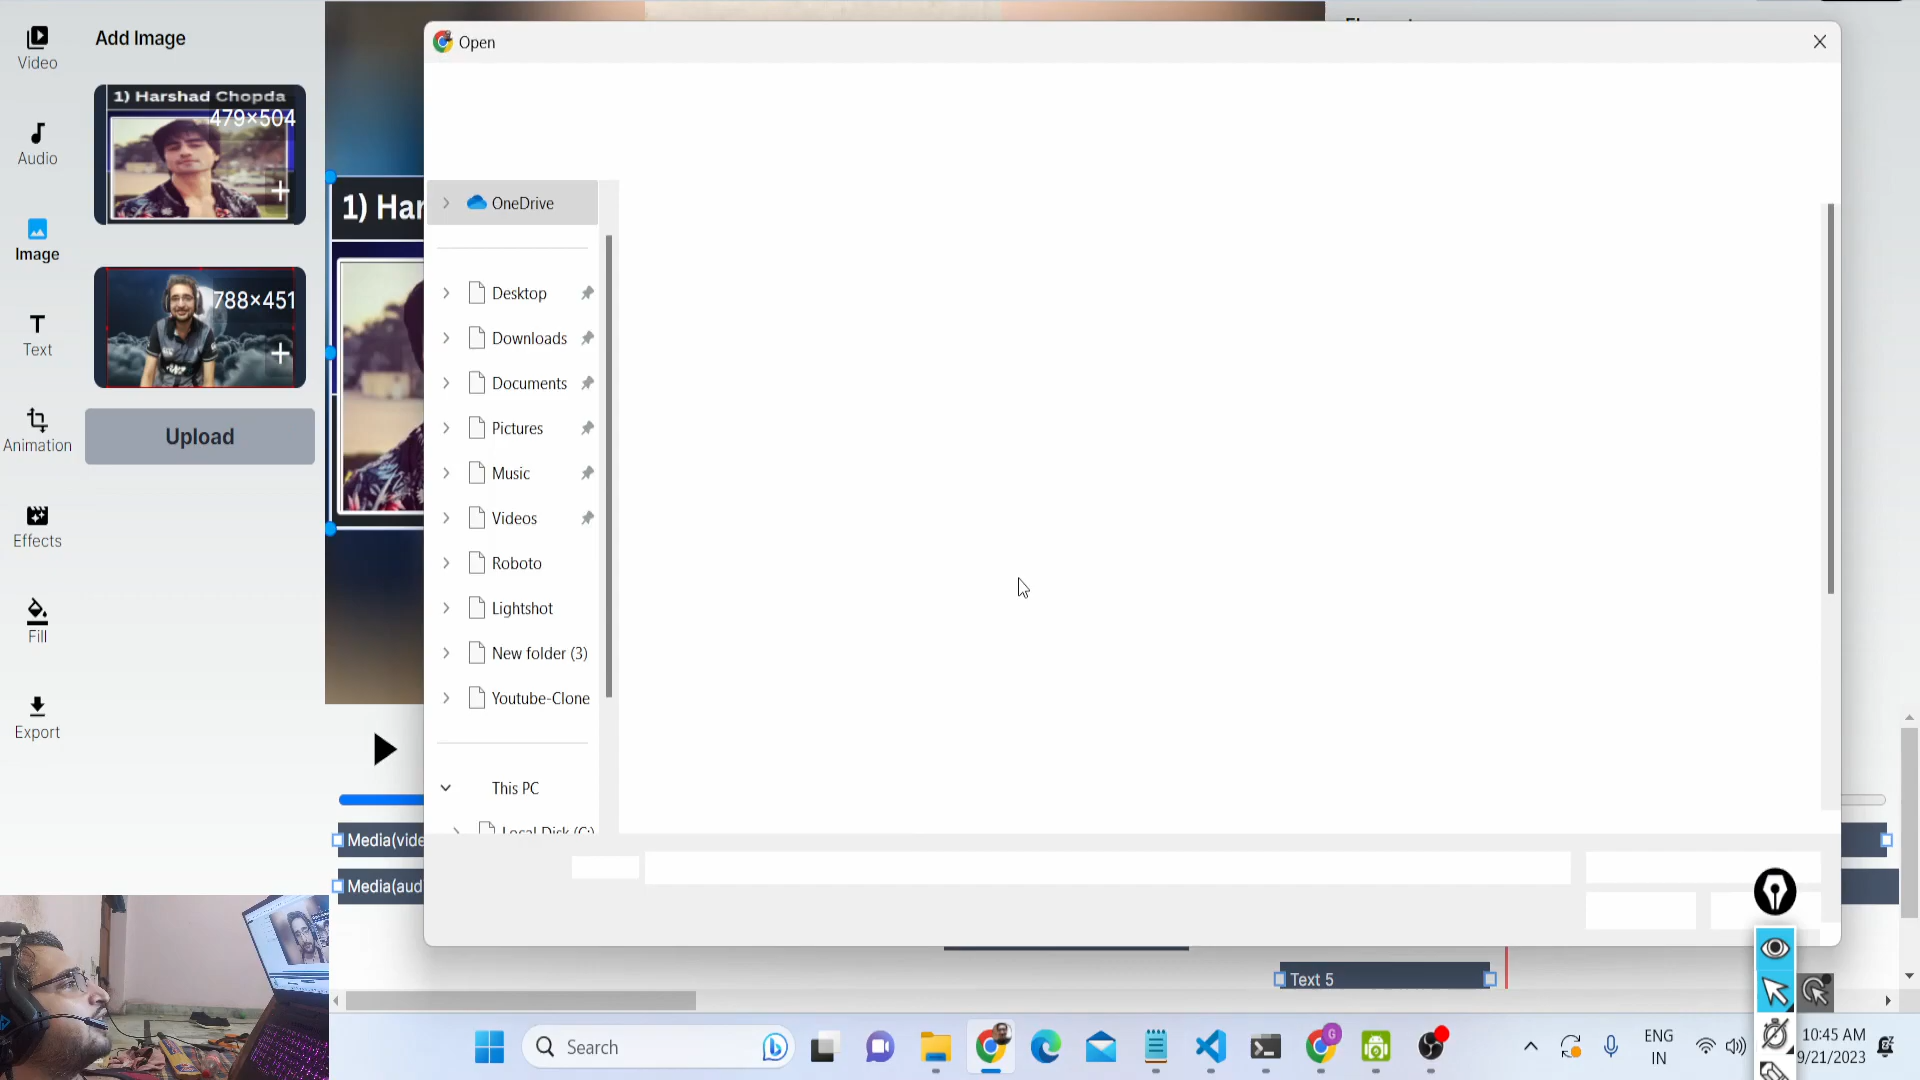 Video
Audio
Image
Text
Animation
Effects
Fill
Export
Add Image
1) Harshad Chopda
479×504
788×451
Upload
1) Har
Open
OneDrive
Desktop
Downloads
Documents
Pictures
Music
Videos
Roboto
Lightshot
New folder (3)
Youtube-Clone
This PC
Local Disk (C:)
Media(vide
Media(aud
Text 5
Search
ENG
IN
10:45 AM
9/21/2023